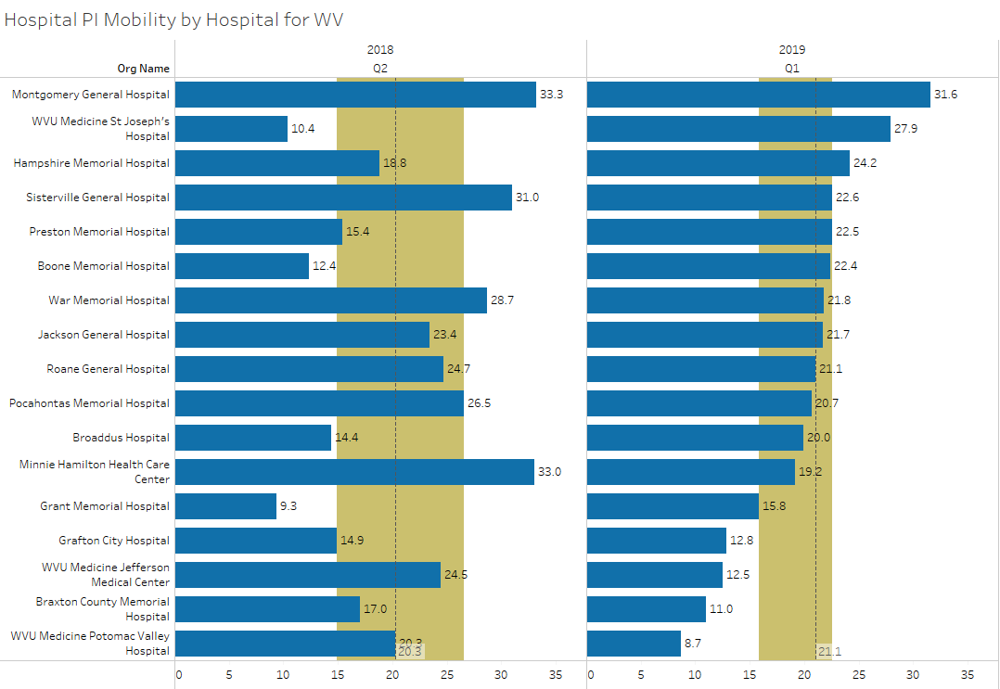 Hospital PI Mobility by Hospital for WV
2018
2019
Org Name
Q2
Q1
Montgomery General Hospital
33.3
31.6
WVU Medicine St Joseph's
Hospital
10.4
27.9
Hampshire Memorial Hospital
18.8
24.2
Sisterville General Hospital
31.0
22.6
Preston Memorial Hospital
15.4
22.5
Boone Memorial Hospital
12.4
22.4
War Memorial Hospital
28.7
21.8
Jackson General Hospital
23.4
21.7
Roane General Hospital
24.7
21.1
Pocahontas Memorial Hospital
26.5
20.7
Broaddus Hospital
14.4
20.0
Minnie Hamilton Health Care
Center
33.0
19.2
Grant Memorial Hospital
9.3
15.8
Grafton City Hospital
14.9
12.8
WVU Medicine Jefferson
Medical Center
24.5
12.5
Braxton County Memorial
Hospital
17.0
11.0
WVU Medicine Potomac Valley
Hospital
20.3
20.3
8.7
21.1
0 5 10 15 20 25 30 35
0 5 10 15 20 25 30 35